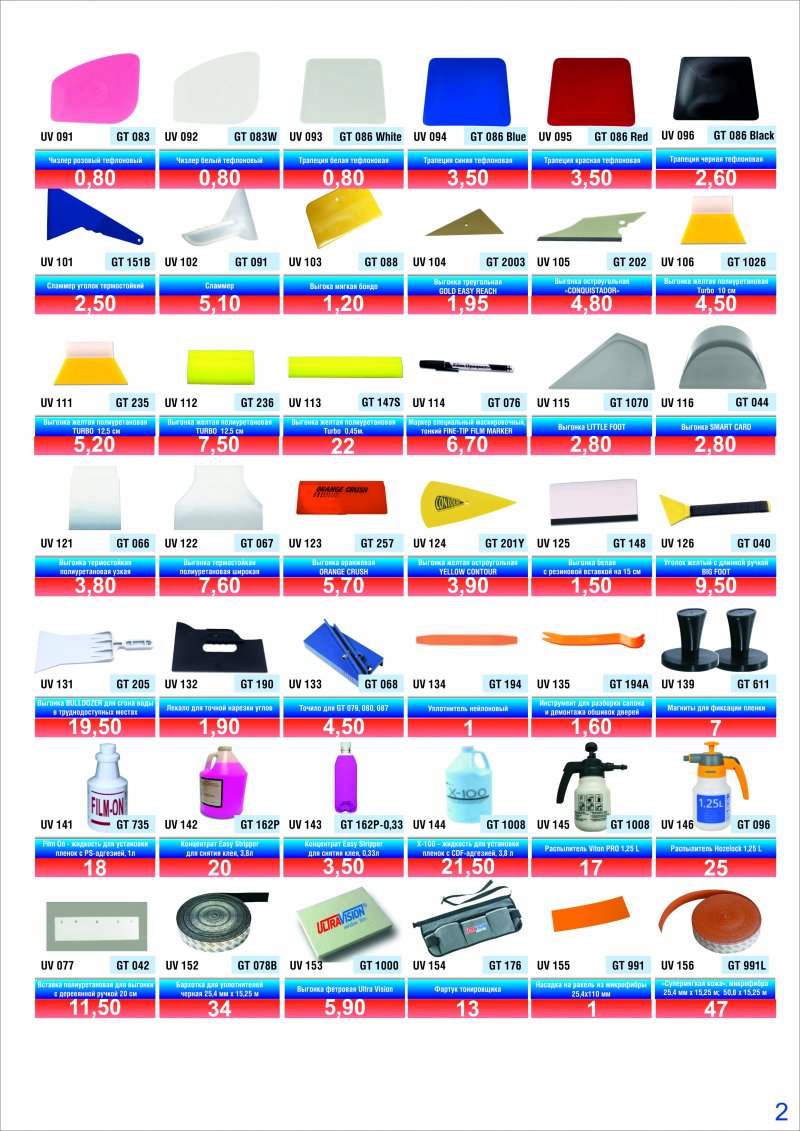 UV 091 GT 083 UV 092 GT 083W UV 093 GT 086 White UV 094 GT 086 Blue UV 095 GT 086 Red UV 096 GT 086 Black
Чизлер розовый тефлоновый Чизлер белый тефлоновый Трапеция белая тефлоновая Трапеция синяя тефлоновая Трапеция красная тефлоновая Трапеция черная тефлоновая
0,80 0,80 0,80 3,50 3,50 2,60
UV 101 GT 151B UV 102 GT 091 UV 103 GT 088 UV 104 GT 2003 UV 105 GT 202 UV 106 GT 1026
Сламмер уголок термостойкий Сламмер Выгока мягкая бондо Выгонка треугольная Выгонка остроугольная Выгонка желтая полиуретановая
GOLD EASY REACH «CONQUISTADOR» Turbo 10 см
2,50 5,10 1,20 1,95 4,80 4,50
UV 111 GT 235 UV 112 GT 236 UV 113 GT 147S UV 114 GT 076 UV 115 GT 1070 UV 116 GT 044
Выгонка желтая полиуретановая Выгонка желтая полиуретановая Выгонка желтая полиуретановая Маркер специальный маскировочный, Выгонка LITTLE FOOT Выгонка SMART CARD
TURBO 12,5 см TURBO 12,5 см Turbo 0,45м. тонкий FINE-TIP FILM MARKER
5,20 7,50 22 6,70 2,80 2,80
ORANGE CRUSH CONTOUR
UV 121 GT 066 UV 122 GT 067 UV 123 GT 257 UV 124 GT 201Y UV 125 GT 148 UV 126 GT 040
Выгонка термостойкая Выгонка термостойкая Выгонка оранжевая Выгонка желтая остроугольная Выгонка белая Уголок желтый с длинной ручкой
полиуретановая узкая полиуретановая широкая ORANGE CRUSH YELLOW CONTOUR с резиновой вставкой на 15 см BIG FOOT
3,80 7,60 5,70 3,90 1,50 9,50
UV 131 GT 205 UV 132 GT 190 UV 133 GT 068 UV 134 GT 194 UV 135 GT 194A UV 139 GT 611
Выгонка BULLDOZER для сгона воды Лекало для точной нарезки углов Точило для GT 079, 080, 087 Уплотнитель нейлоновый Инструмент для разборки салона Магниты для фиксации пленки
в труднодоступных местах и демонтажа обшивок дверей
19,50 1,90 4,50 1 1,60 7
FILM-ON X-100 1.25L
UV 141 GT 735 UV 142 GT 162P UV 143 GT 162P-0,33 UV 144 GT 1008 UV 145 GT 1008 UV 146 GT 096
Film On - жидкость для установки Концентрат Easy Stripper Концентрат Easy Stripper X-100 - жидкость для установки Распылитель Viton PRO 1,25 L Распылитель Hozelock 1,25 L
пленок с PS-адгезией, 1л для снятия клея, 3,8л для снятия клея, 0,33л пленок с CDF-адгезией, 3,8 л
18 20 3,50 21,50 17 25
ULTRAVISION
window film
UV 077 GT 042 UV 152 GT 078B UV 153 GT 1000 UV 154 GT 176 UV 155 GT 991 UV 156 GT 991L
Вставка полиуретановая для выгонки Бархотка для уплотнителей Выгонка фетровая Ultra Vision Фартук тонировщика Насадка на ракель из микрофибры «Супермягкая кожа», микрофибра
с деревянной ручкой 20 см черная 25,4 мм x 15,25 м 25,4x110 мм 25,4 мм x 15,25 м; 50,8 x 15,25 м
11,50 34 5,90 13 1 47
2